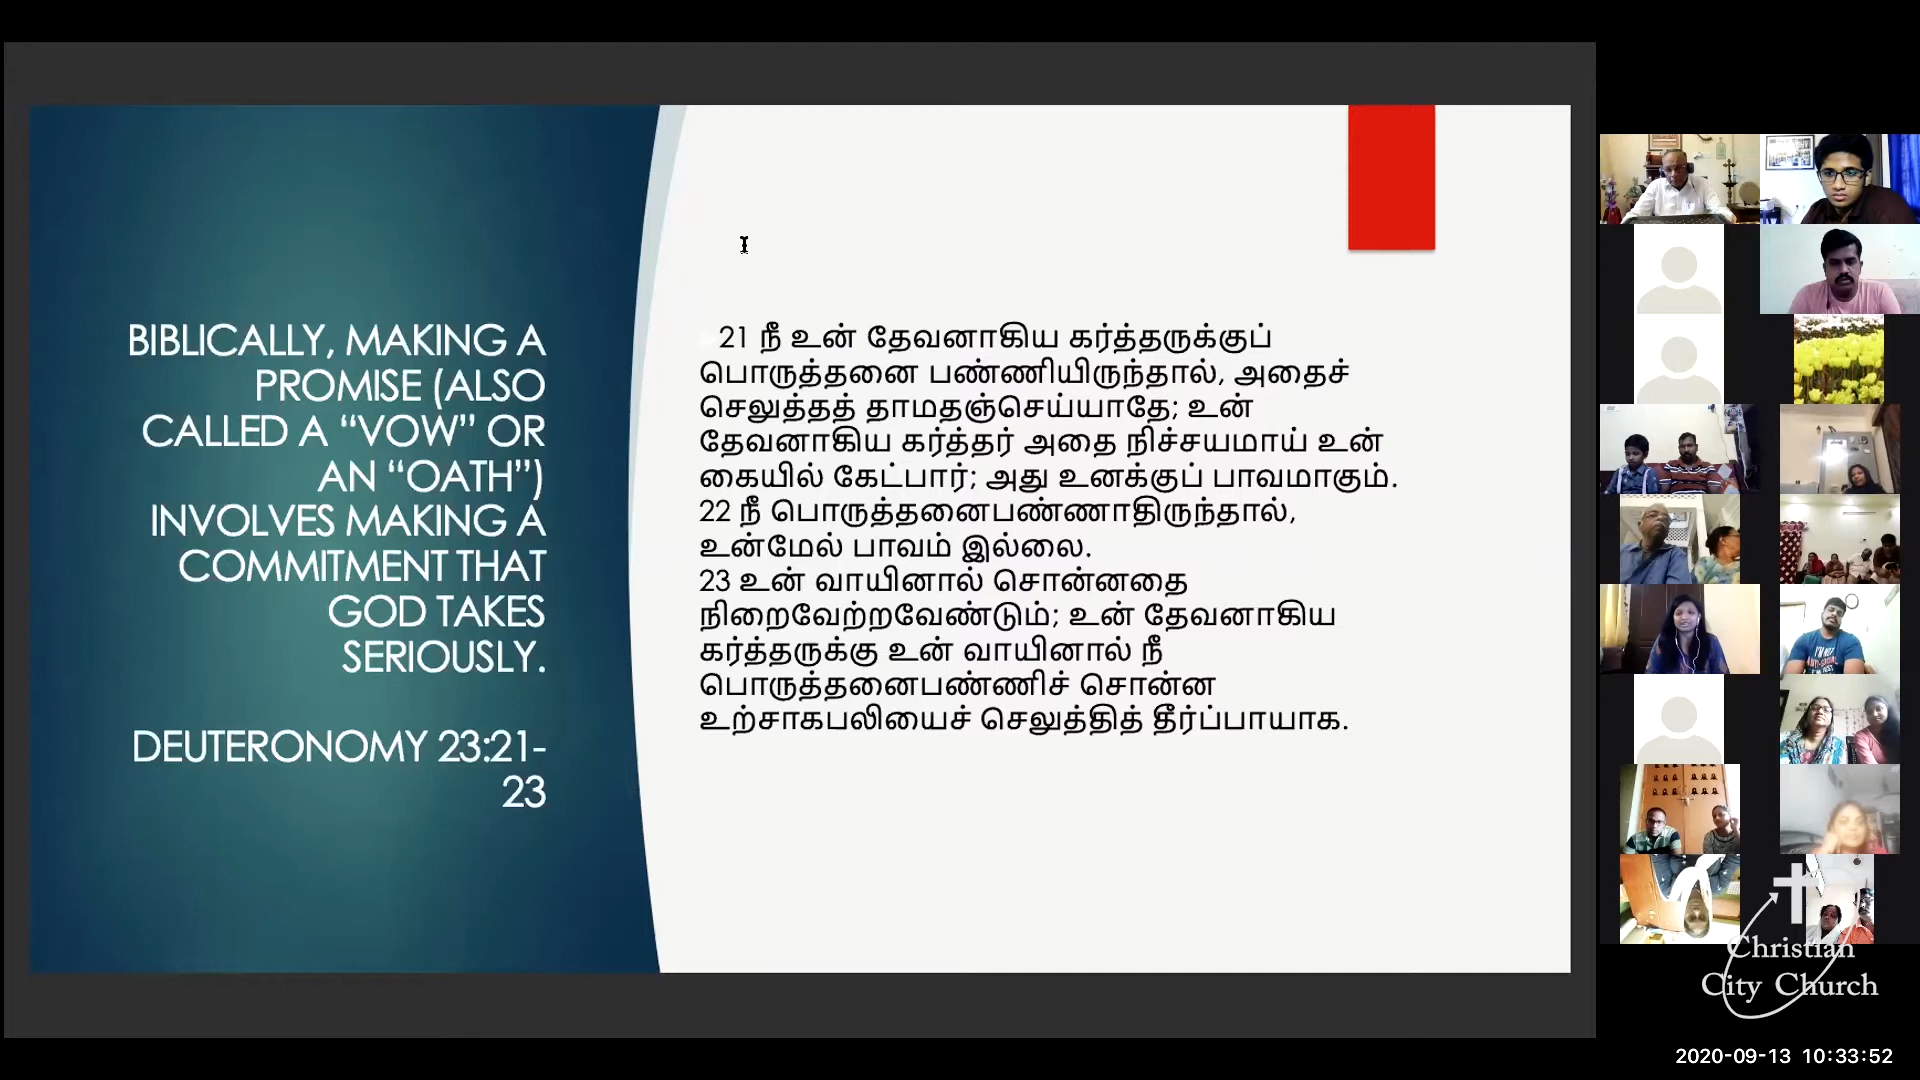 BIBLICALLY, MAKING A
PROMISE (ALSO
CALLED A “VOW” OR
AN “OATH”)
INVOLVES MAKING A
COMMITMENT THAT
GOD TAKES
SERIOUSLY.
DEUTERONOMY 23:21-
23
21 நீ உன் தேவனாகிய கர்த்தருக்குப்
பொருத்தனை பண்ணியிருந்தால், அதைச்
செலுத்தத் தாமதஞ்செய்யாதே; உன்
தேவனாகிய கர்த்தர் அதை நிச்சயமாய் உன்
கையில் கேட்பார்; அது உனக்குப் பாவமாகும்.
22 நீ பொருத்தனைபண்ணாதிருந்தால்,
உன்மேல் பாவம் இல்லை.
23 உன் வாயினால் சொன்னதை
நிறைவேற்றவேண்டும்; உன் தேவனாகிய
கர்த்தருக்கு உன் வாயினால் நீ
பொருத்தனைபண்ணிச் சொன்ன
உற்சாகபலியைச் செலுத்தித் தீர்ப்பாயாக.
Christian
City Church
2020-09-13 10:33:52